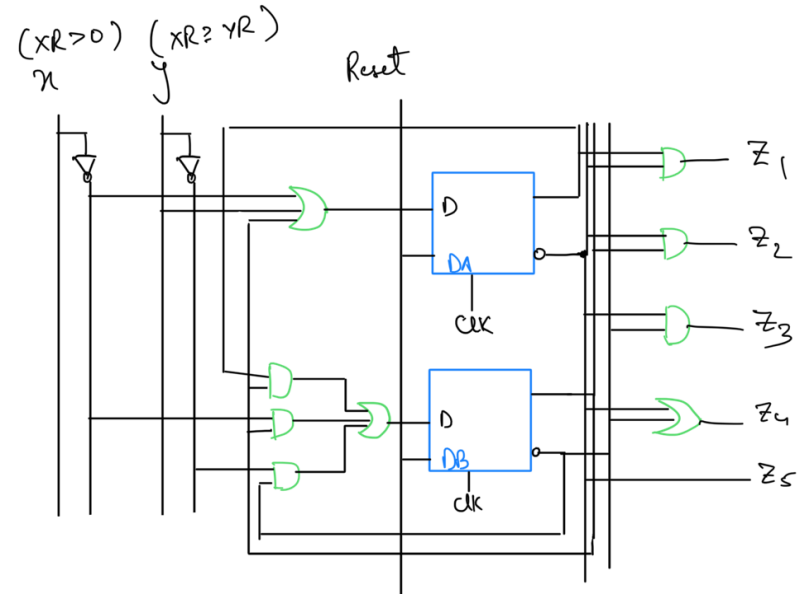 (XR>0) (XR≥YR)
x y
Reset
Z1
D
DA
Z2
Clk
Z3
D
DB
Z4
Clk
Z5